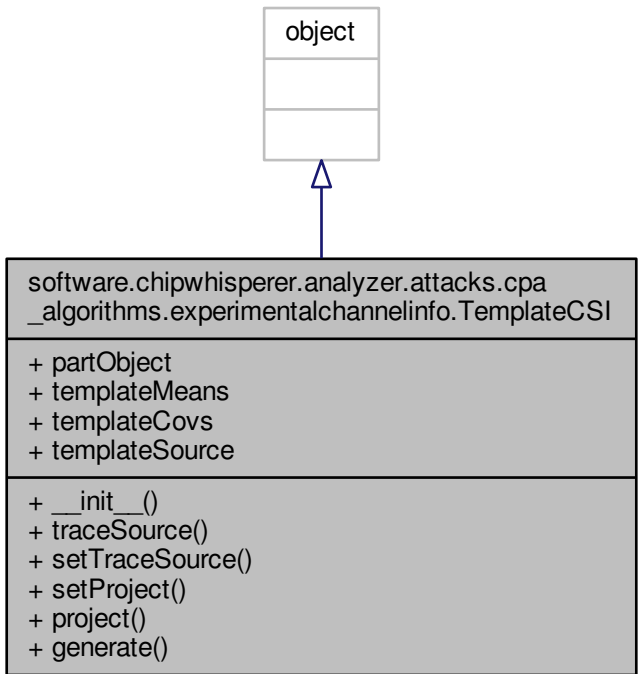 object
software.chipwhisperer.analyzer.attacks.cpa
_algorithms.experimentalchannelinfo.TemplateCSI
+ partObject
+ templateMeans
+ templateCovs
+ templateSource
+ __init__()
+ traceSource()
+ setTraceSource()
+ setProject()
+ project()
+ generate()